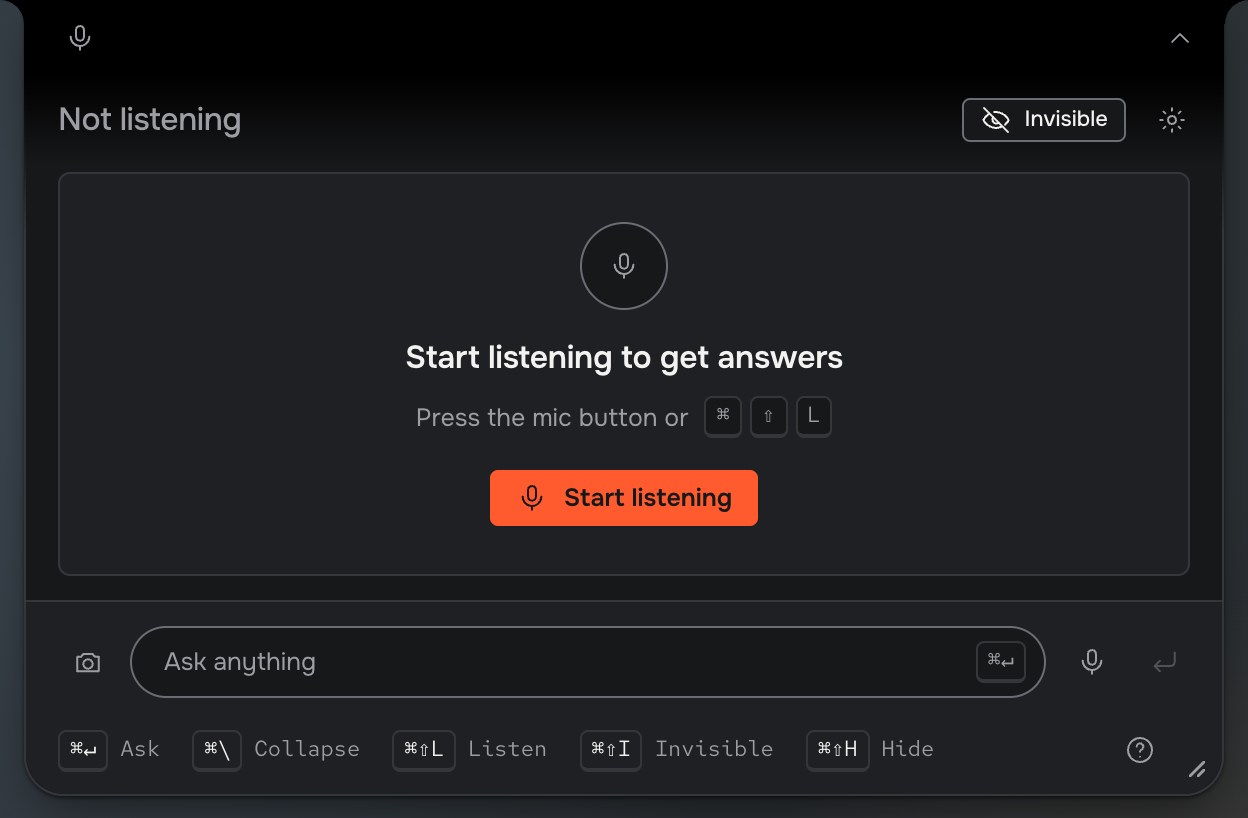 Not listening
Invisible
Start listening to get answers
Press the mic button or ⌘ ⇧ L
Start listening
Ask anything ⌘↵
⌘↵ Ask ⌘\ Collapse ⌘⇧L Listen ⌘⇧I Invisible ⌘⇧H Hide